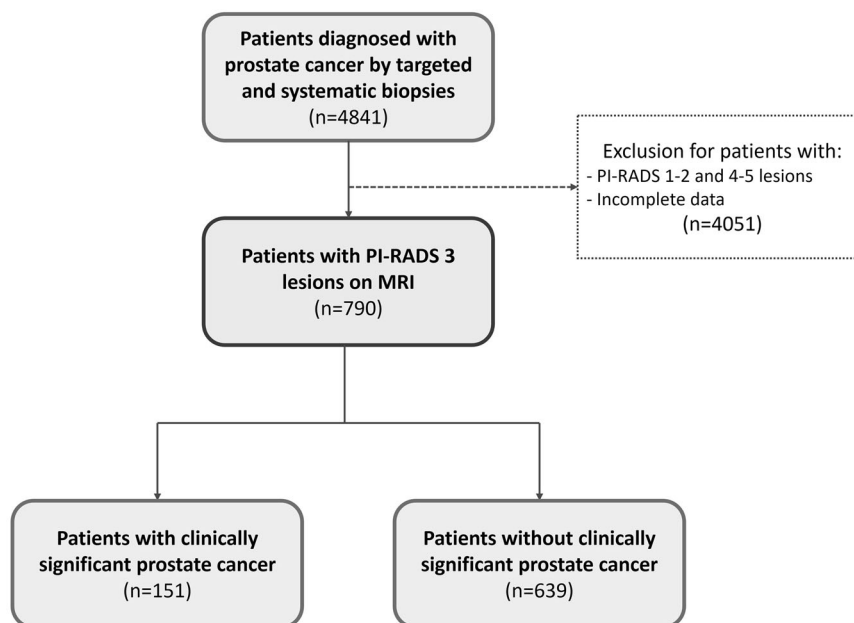 Patients diagnosed with
prostate cancer by targeted
and systematic biopsies
(n=4841)
Exclusion for patients with:
- PI-RADS 1-2 and 4-5 lesions
- Incomplete data
(n=4051)
Patients with PI-RADS 3
lesions on MRI
(n=790)
Patients with clinically
significant prostate cancer
(n=151)
Patients without clinically
significant prostate cancer
(n=639)